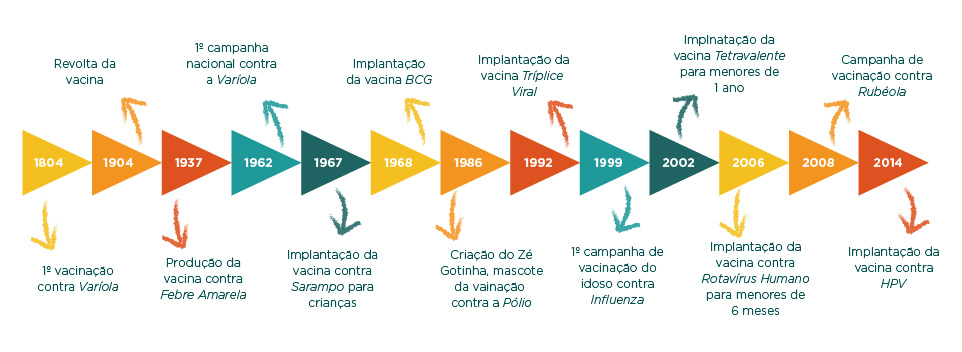 Revolta da
vacina
1º campanha
nacional contra
a Varíola
Implantação
da vacina BCG
Implantação da
vacina Tríplice
Viral
Implnatação da
vacina Tetravalente
para menores de
1 ano
Campanha de
vacinação contra
Rubéola
1804
1904
1937
1962
1967
1968
1986
1992
1999
2002
2006
2008
2014
1º vacinação
contra Varíola
Produção da
vacina contra
Febre Amarela
Implantação da
vacina contra
Sarampo para
crianças
Criação do Zé
Gotinha, mascote
da vainação
contra a Pólio
1º campanha de
vacinação do
idoso contra
Influenza
Implantação da
vacina contra
Rotavírus Humano
para menores de
6 meses
Implantação da
vacina contra
HPV